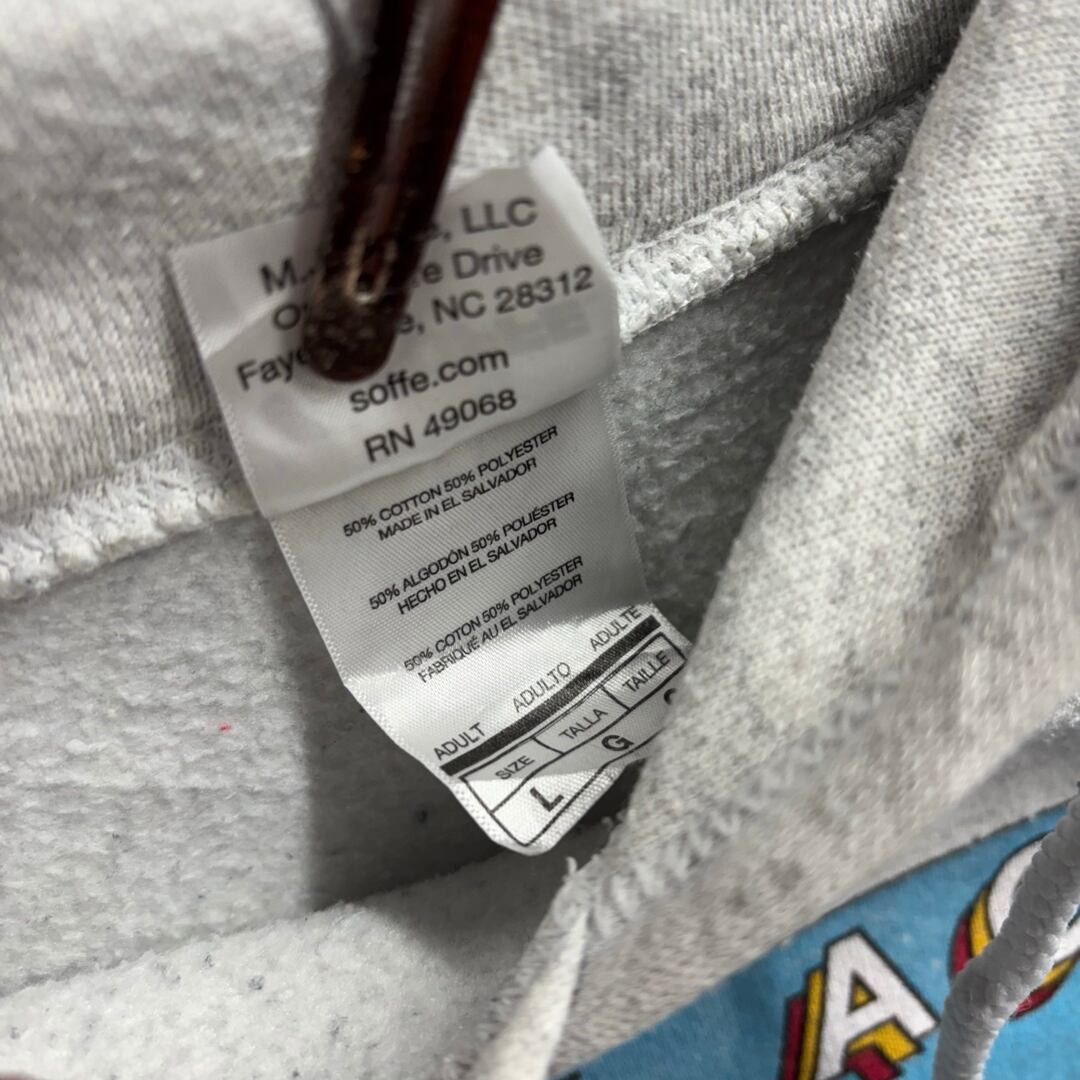 LLC
Drive
NC 28312
soffe.com
RN 49068
50% COTTON 50% POLYESTER
MADE IN EL SALVADOR
50% ALGODÓN 50% POLIÉSTER
HECHO EN EL SALVADOR
50% COTON 50% POLYESTER
FABRIQUÉ AU EL SALVADOR
ADULT ADULTO ADULTE
SIZE TALLA TAILLE
L G
A